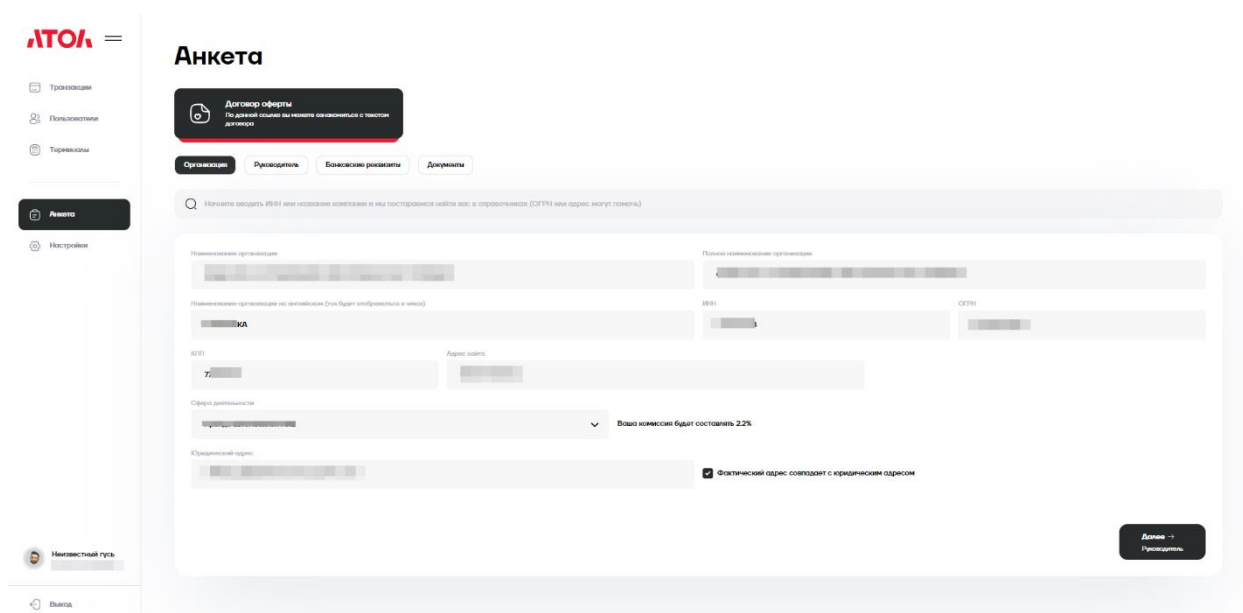 АТОЛ
Транзакции
Пользователи
Терминалы
Анкета
Настройки
Неизвестный гусь
Выход
Анкета
Договор оферты
По данной ссылке вы можете ознакомиться с текстом
договора
Организация
Руководитель
Банковские реквизиты
Документы
Начните вводить ИНН или название компании и мы постараемся найти вас в справочниках (ОГРН или адрес могут помочь)
Наименование организации
Полное наименование организации
Наименование организации на английском (так будет отображаться в чеках)
КА
ИНН
ОГРН
КПП
Адрес сайта
Сфера деятельности
Ваша комиссия будет составлять 2.2%
Юридический адрес
Фактический адрес совпадает с юридическим адресом
Далее →
Руководитель